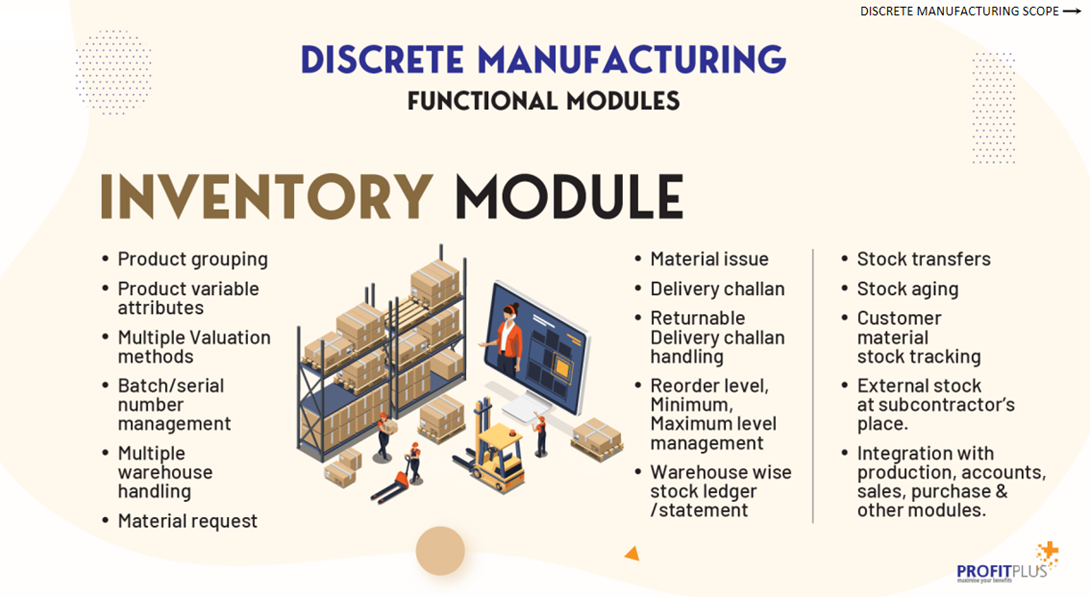 DISCRETE MANUFACTURING SCOPE
DISCRETE MANUFACTURING
FUNCTIONAL MODULES
INVENTORY MODULE
• Product grouping
• Product variable
attributes
• Multiple Valuation
methods
• Batch/serial
number
management
• Multiple
warehouse
handling
• Material request
• Material issue
• Delivery challan
• Returnable
Delivery challan
handling
• Reorder level,
Minimum,
Maximum level
management
• Warehouse wise
stock ledger
/statement
• Stock transfers
• Stock aging
• Customer
material
stock tracking
• External stock
at subcontractor's
place.
• Integration with
production, accounts,
sales, purchase &
other modules.
PROFITPLUS
maximise your benefits